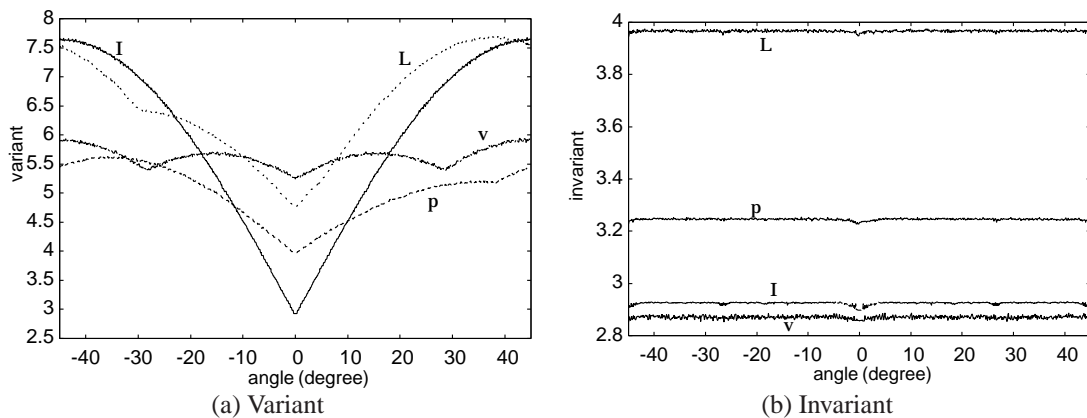 8
7.5
7
6.5
6
5.5
5
4.5
4
3.5
3
2.5
variant
I
L
v
p
-40 -30 -20 -10 0 10 20 30 40
angle (degree)
(a) Variant
4
3.8
3.6
3.4
3.2
3
2.8
invariant
L
p
I
v
-40 -30 -20 -10 0 10 20 30 40
angle (degree)
(b) Invariant